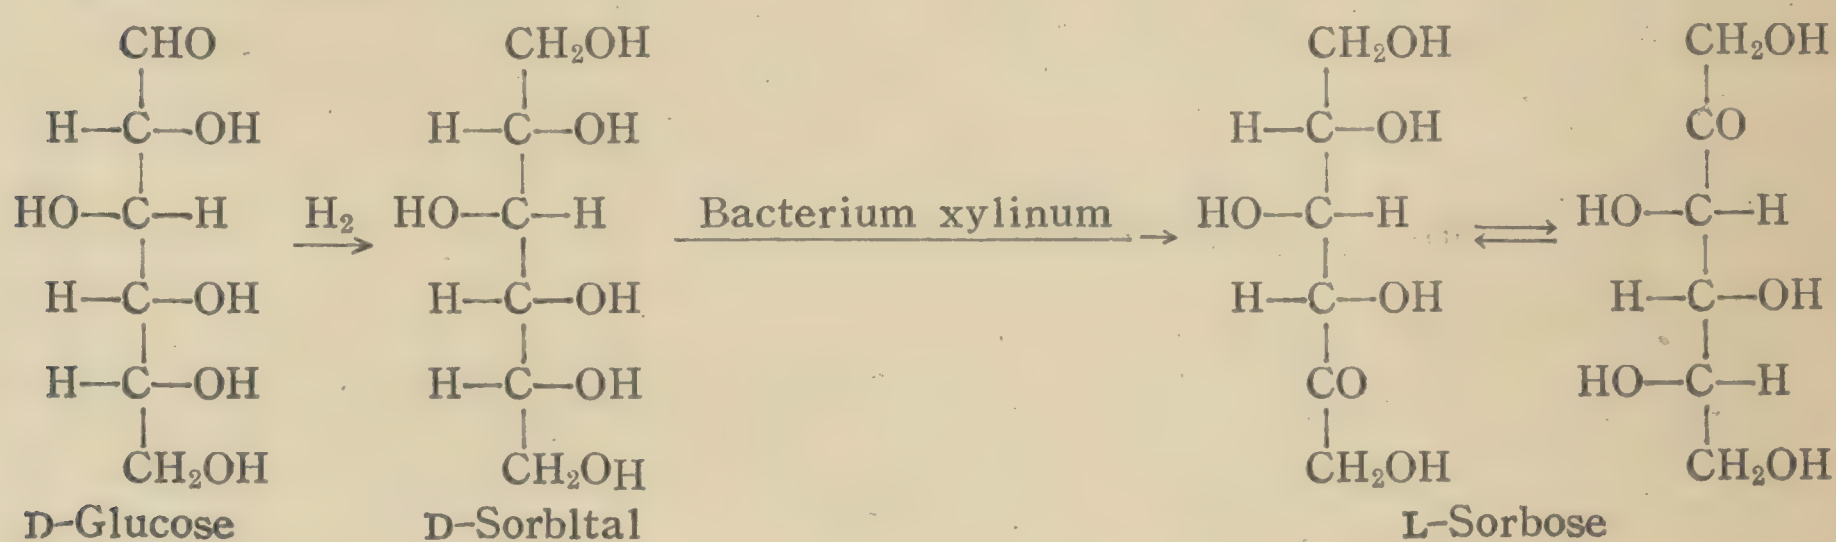 CHO CH₂OH CH₂OH CH₂OH
H—C—OH H—C—OH H—C—OH CO
HO—C—H H₂ HO—C—H Bacterium xylinum HO—C—H HO—C—H
H—C—OH H—C—OH H—C—OH H—C—OH
H—C—OH H—C—OH CO HO—C—H
CH₂OH CH₂OH CH₂OH CH₂OH
D-Glucose D-Sorbltal L-Sorbose